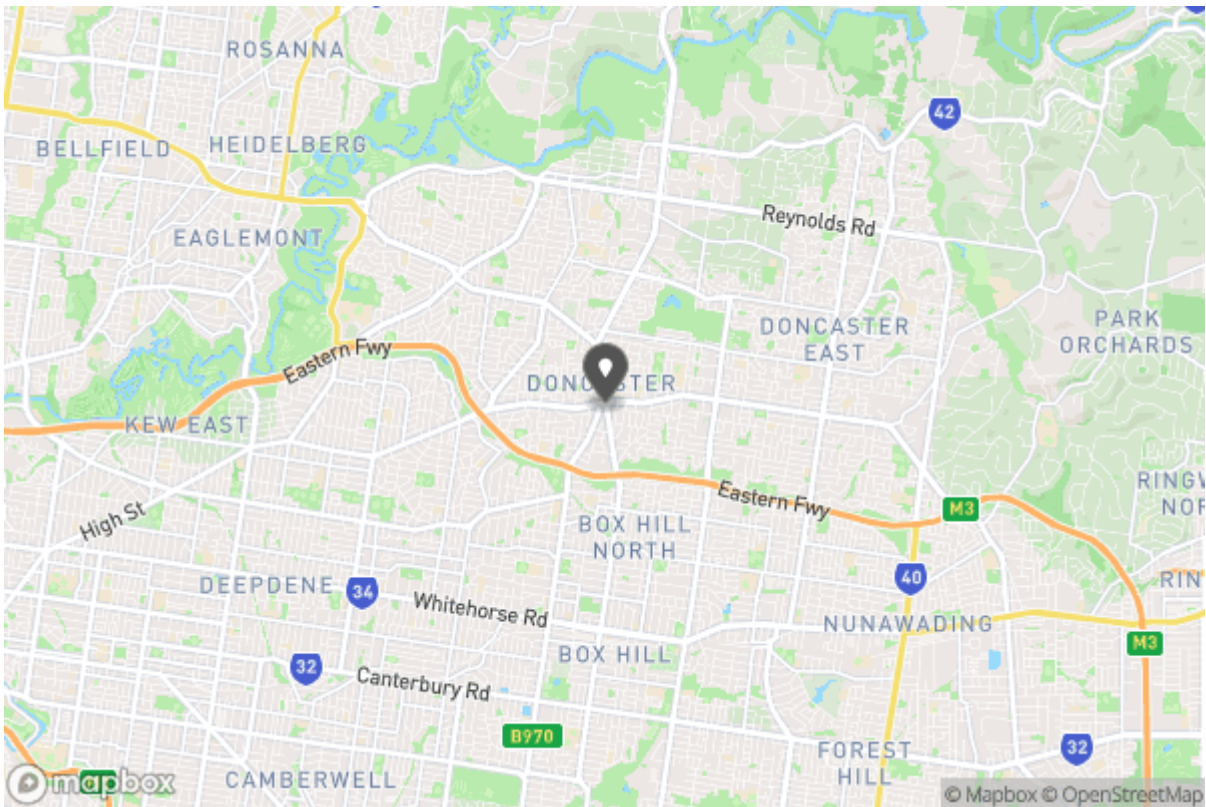 ROSANNA
42
BELLFIELD
HEIDELBERG
Reynolds Rd
EAGLEMONT
DONCASTER
EAST
PARK
ORCHARDS
Eastern Fwy
KEW EAST
RINGW
NOR
Eastern Fwy
M3
High St
BOX HILL
NORTH
DEEPDENE
34
40
RIN
Whitehorse Rd
NUNAWADING
M3
BOX HILL
32
Canterbury Rd
B970
FOREST
HILL
32
CAMBERWELL
mapbox
© Mapbox © OpenStreetMap